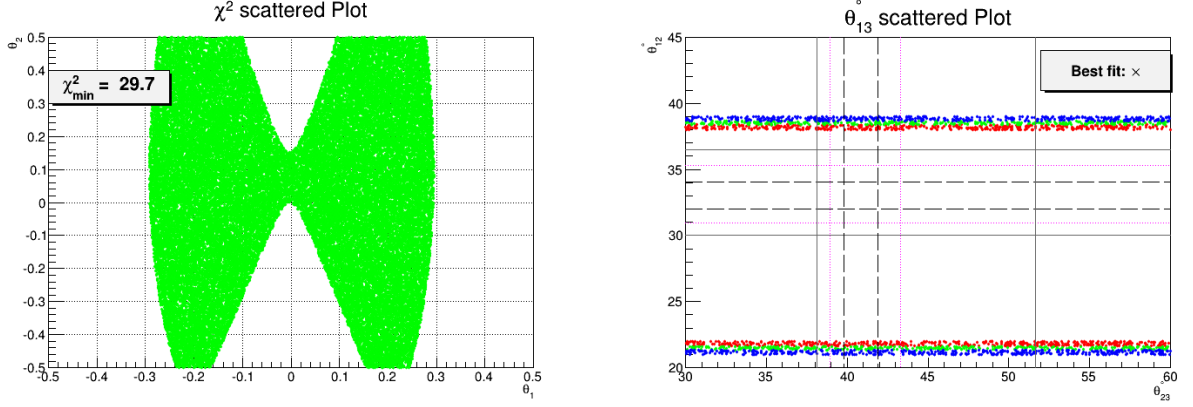 χ² scattered Plot
θ₂
0.5
0.4
0.3
0.2
0.1
0
-0.1
-0.2
-0.3
-0.4
-0.5
χ²min = 29.7
-0.5 -0.4 -0.3 -0.2 -0.1 0 0.1 0.2 0.3 0.4 0.5
θ₁
θ°₁₃ scattered Plot
θ°₁₂
45
40
35
30
25
20
Best fit: ×
30 35 40 45 50 55 60
θ°₂₃